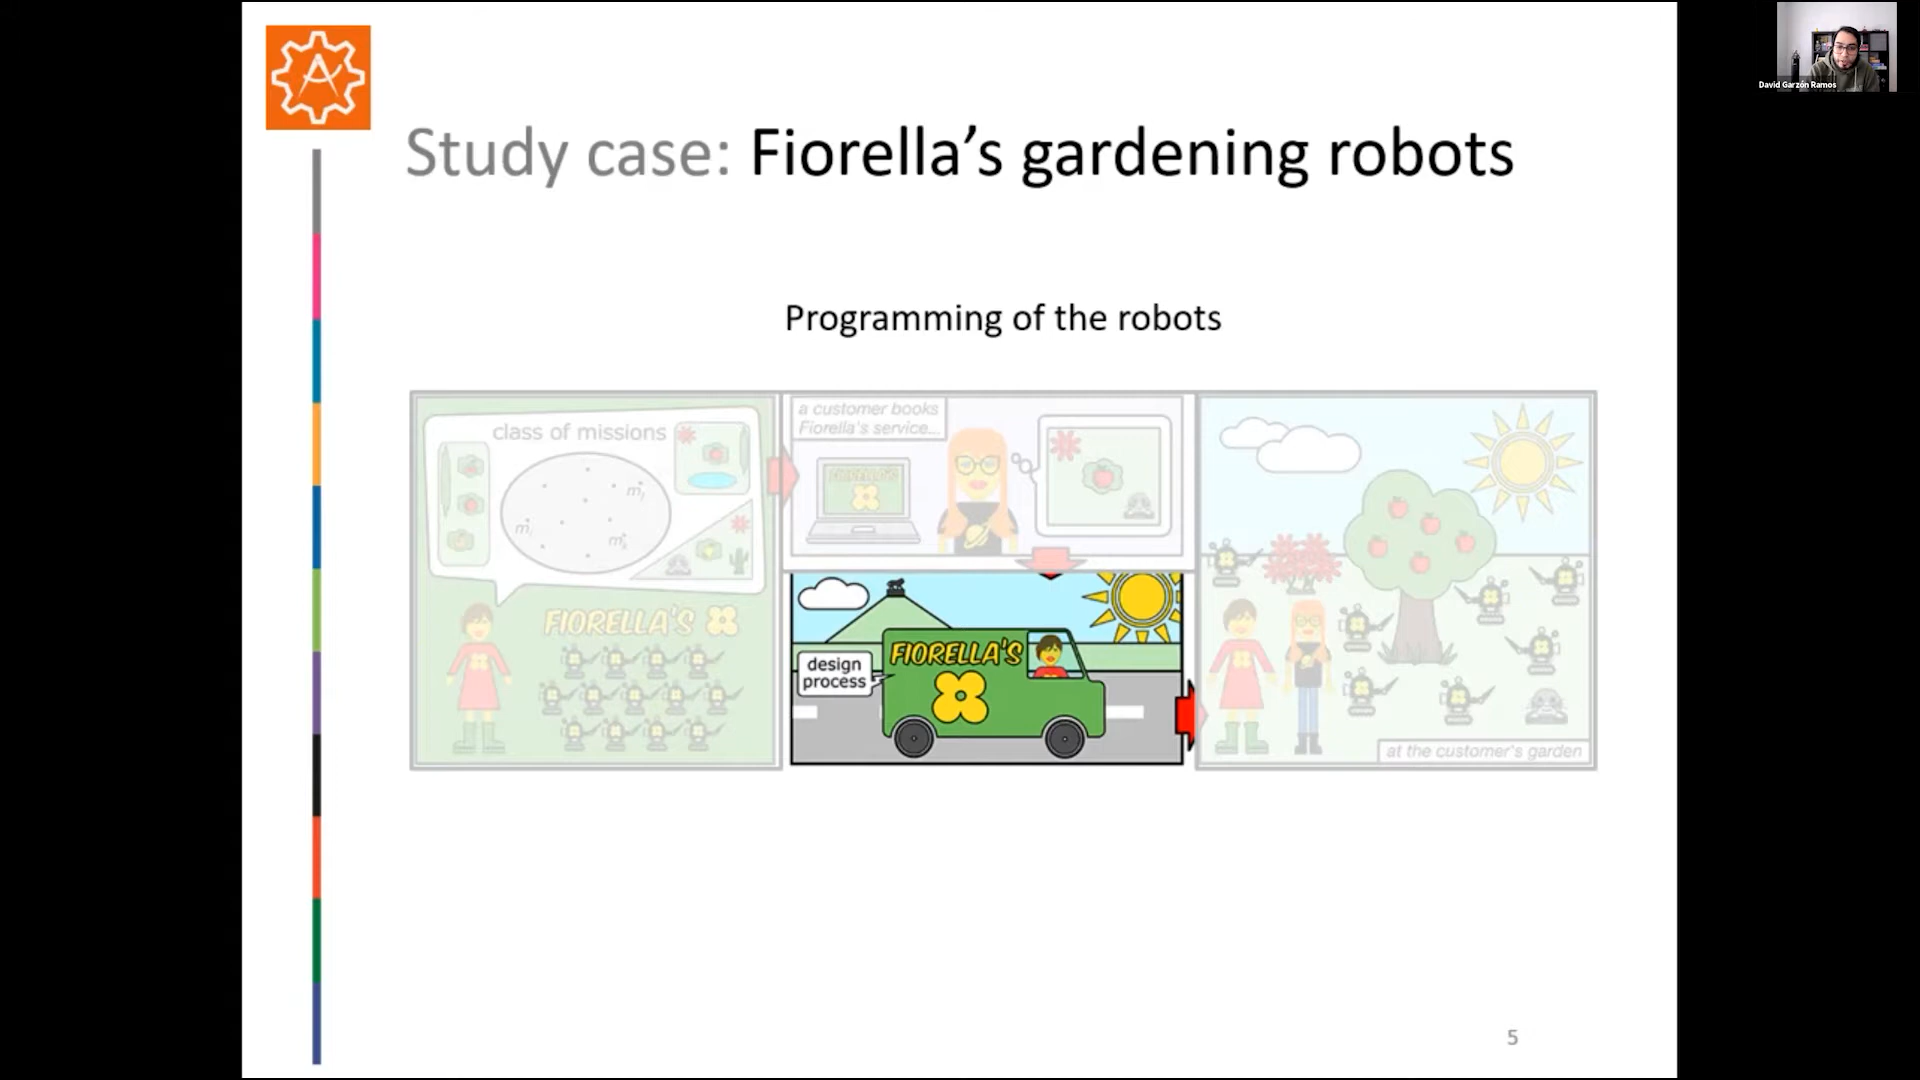 David Garzón Ramos
Study case: Fiorella’s gardening robots
Programming of the robots
class of missions
FIORELLA'S
a customer books
Fiorella's service...
FIORELLA'S
design
process
FIORELLA'S
at the customer's garden
5